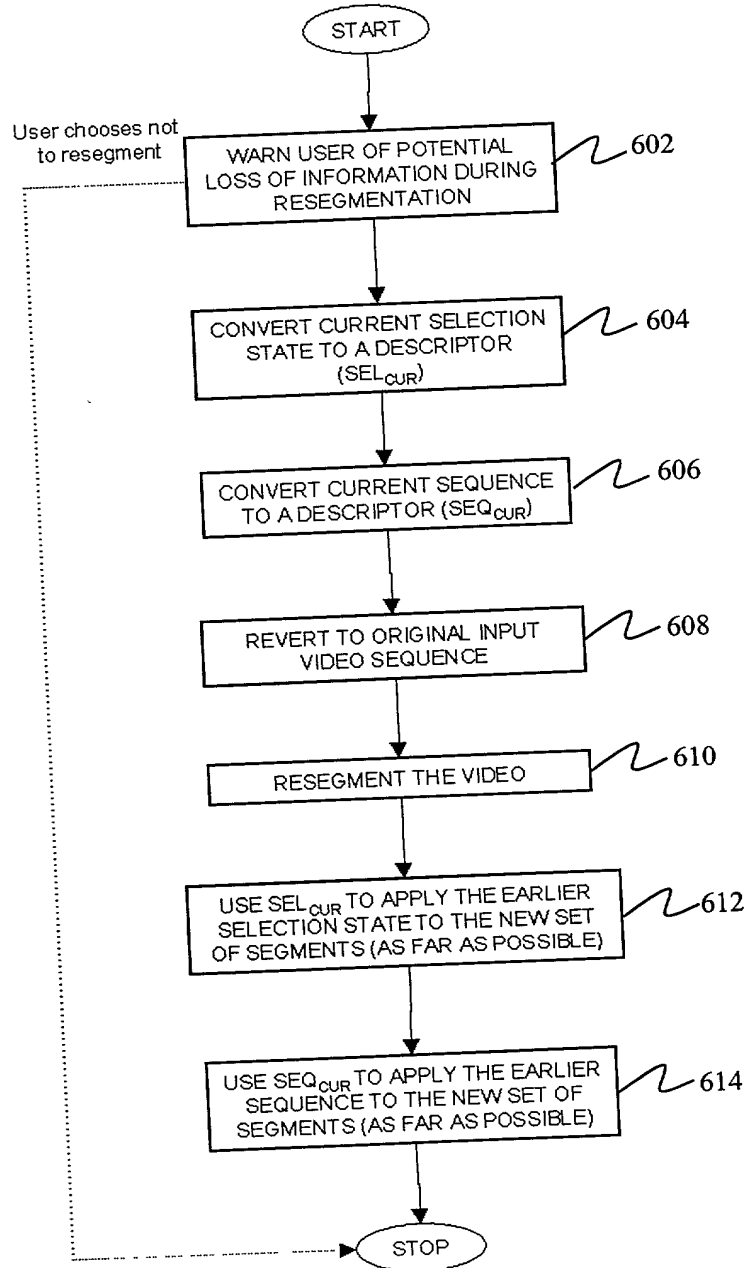 START
User chooses not
to resegment
WARN USER OF POTENTIAL
LOSS OF INFORMATION DURING
RESEGMENTATION
602
CONVERT CURRENT SELECTION
STATE TO A DESCRIPTOR
(SELCUR)
604
CONVERT CURRENT SEQUENCE
TO A DESCRIPTOR (SEQCUR)
606
REVERT TO ORIGINAL INPUT
VIDEO SEQUENCE
608
RESEGMENT THE VIDEO
610
USE SELCUR TO APPLY THE EARLIER
SELECTION STATE TO THE NEW SET
OF SEGMENTS (AS FAR AS POSSIBLE)
612
USE SEQCUR TO APPLY THE EARLIER
SEQUENCE TO THE NEW SET OF
SEGMENTS (AS FAR AS POSSIBLE)
614
STOP